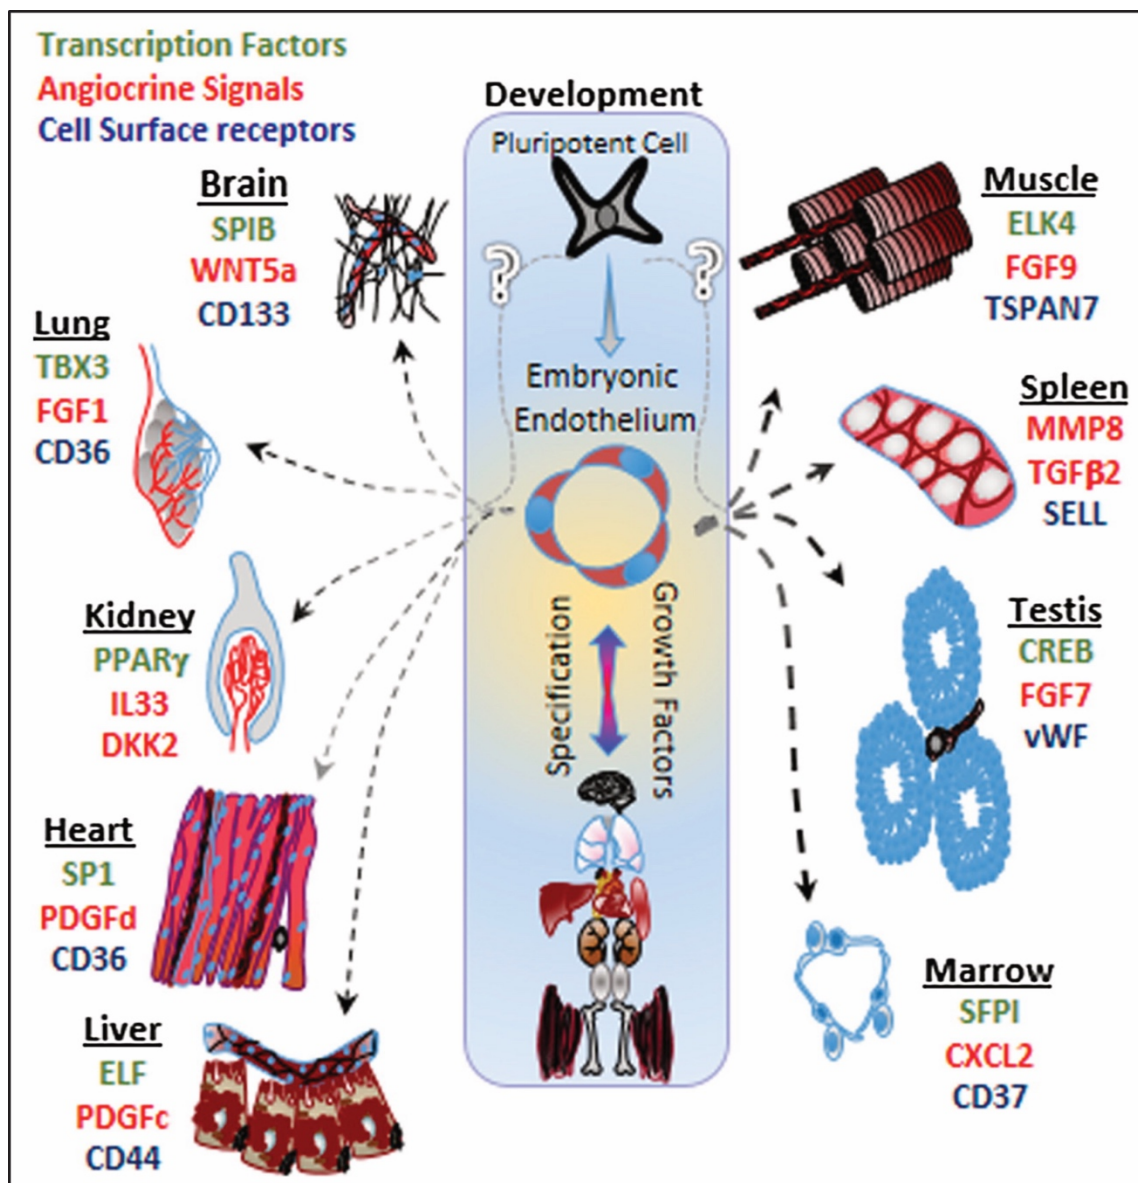 Transcription Factors
Angiocrine Signals
Cell Surface receptors
Development
Pluripotent Cell
?
?
Embryonic
Endothelium
Specification
Growth Factors
Brain
SPIB
WNT5a
CD133
Lung
TBX3
FGF1
CD36
Kidney
PPARγ
IL33
DKK2
Heart
SP1
PDGFd
CD36
Liver
ELF
PDGFc
CD44
Muscle
ELK4
FGF9
TSPAN7
Spleen
MMP8
TGFβ2
SELL
Testis
CREB
FGF7
vWF
Marrow
SFPI
CXCL2
CD37